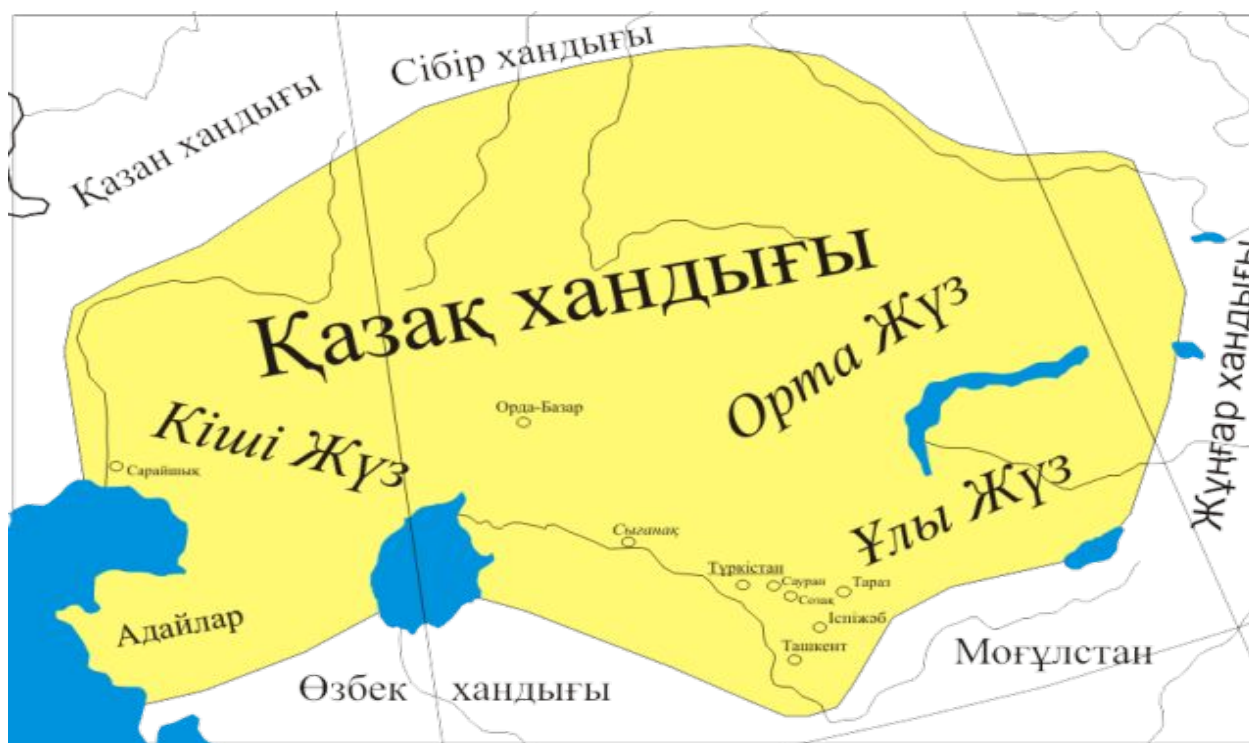 Сібір хандығы
Қазан хандығы
Қазақ хандығы
Орта Жүз
Жұңғар хандығы
Кіші Жүз
Орда-Базар
Сарайшық
Ұлы Жүз
Сығанақ
Түркістан
Сауран
Тараз
Созақ
Испіжәб
Ташкент
Адайлар
Моғұлстан
Өзбек хандығы